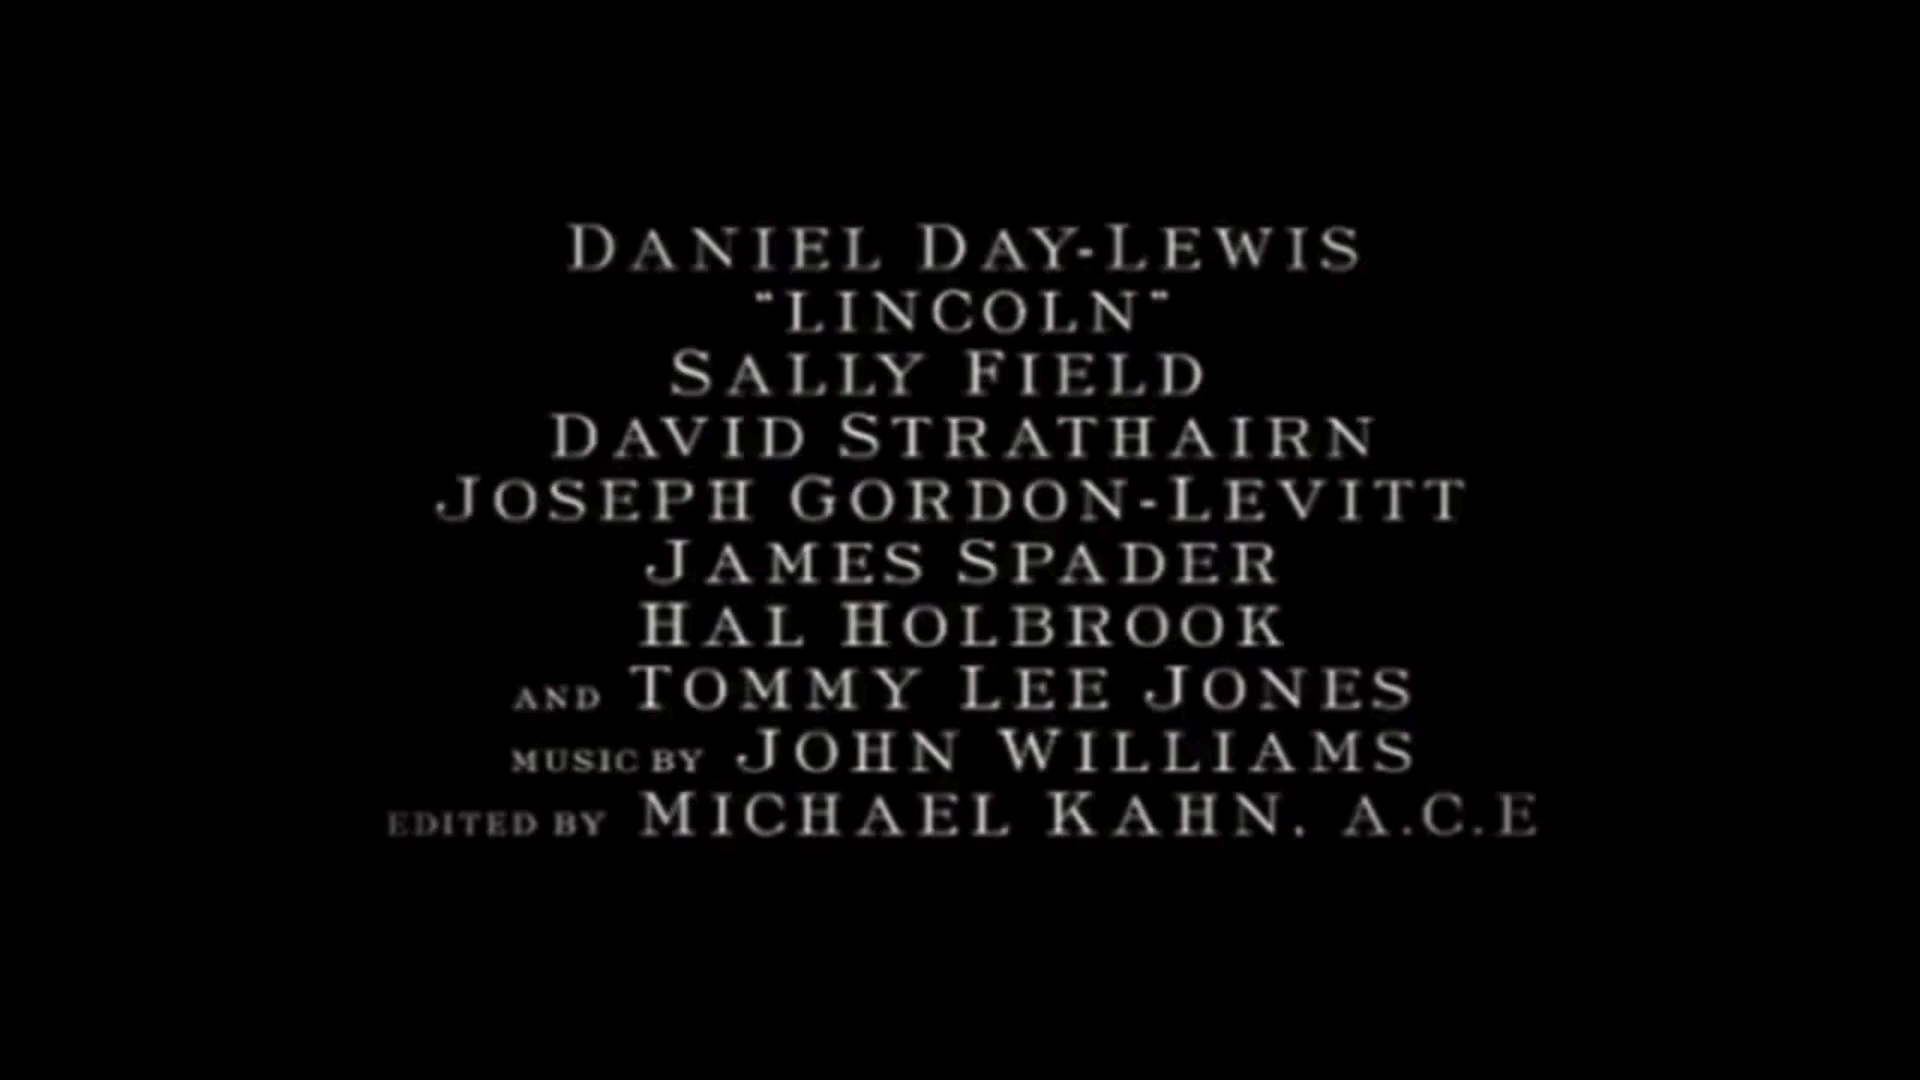 DANIEL DAY-LEWIS
"LINCOLN"
SALLY FIELD
DAVID STRATHAIRN
JOSEPH GORDON-LEVITT
JAMES SPADER
HAL HOLBROOK
AND TOMMY LEE JONES
MUSIC BY JOHN WILLIAMS
EDITED BY MICHAEL KAHN, A.C.E